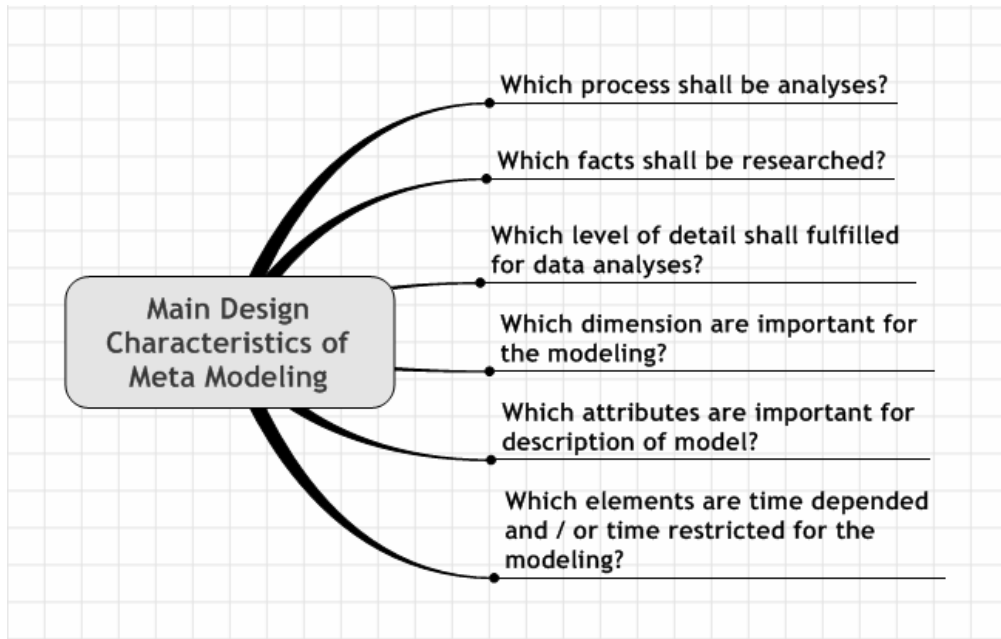 Which process shall be analyses?
Which facts shall be researched?
Which level of detail shall fulfilled
for data analyses?
Main Design
Characteristics of
Meta Modeling
Which dimension are important for
the modeling?
Which attributes are important for
description of model?
Which elements are time depended
and / or time restricted for the
modeling?